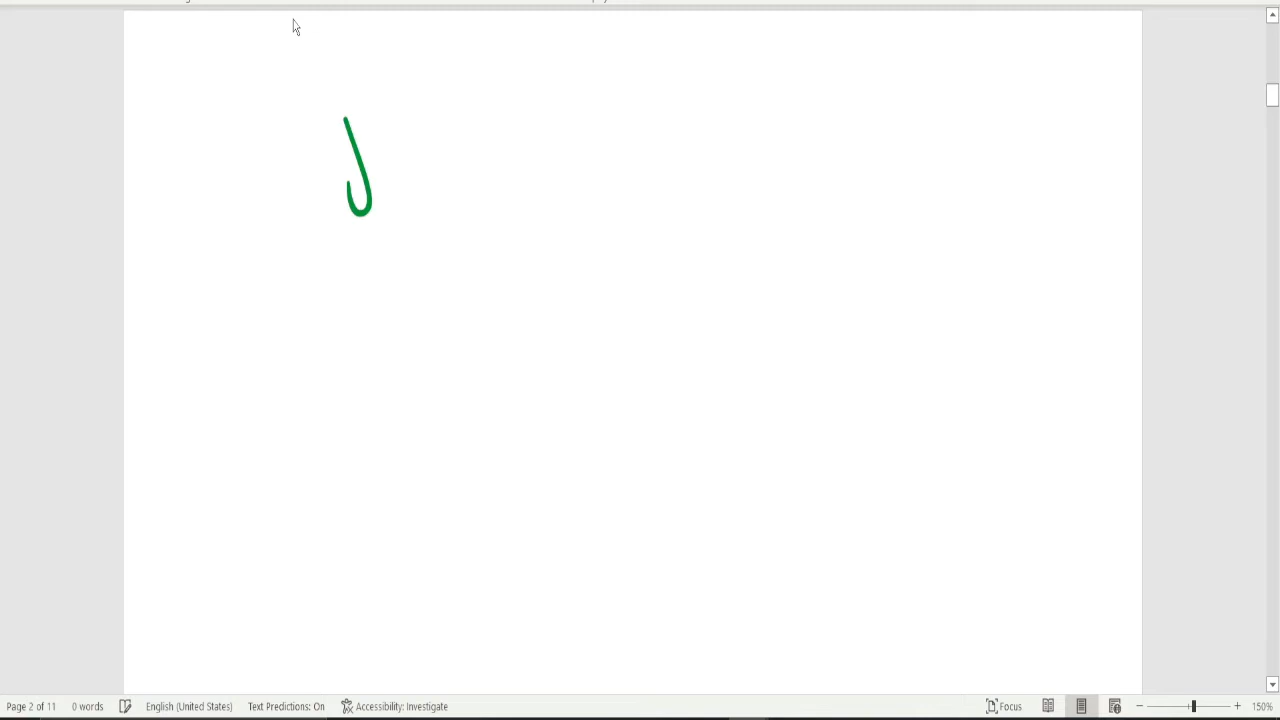 J
Page 2 of 11 0 words English (United States) Text Predictions: On Accessibility: Investigate Focus 150%